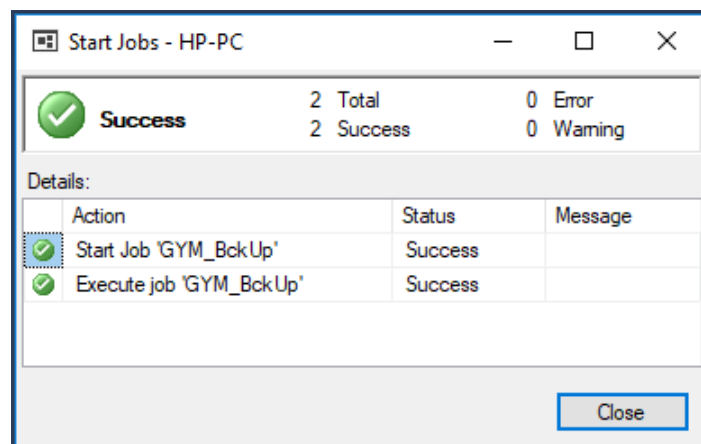 Start Jobs - HP-PC
Success
2 Total 0 Error
2 Success 0 Warning
Details:
Action Status Message
Start Job 'GYM_BckUp' Success
Execute job 'GYM_BckUp' Success
Close